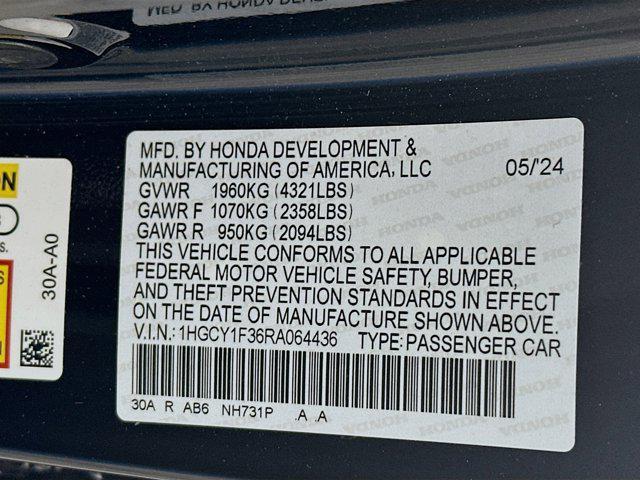 MFD. BY HONDA DEVELOPMENT &
MANUFACTURING OF AMERICA, LLC 05/'24
GVWR 1960KG (4321LBS)
GAWR F 1070KG (2358LBS)
GAWR R 950KG (2094LBS)
THIS VEHICLE CONFORMS TO ALL APPLICABLE
FEDERAL MOTOR VEHICLE SAFETY, BUMPER,
AND THEFT PREVENTION STANDARDS IN EFFECT
ON THE DATE OF MANUFACTURE SHOWN ABOVE.
V.I.N.: 1HGCY1F36RA064436 TYPE: PASSENGER CAR
30A R AB6 NH731P .A .A
30A-A0